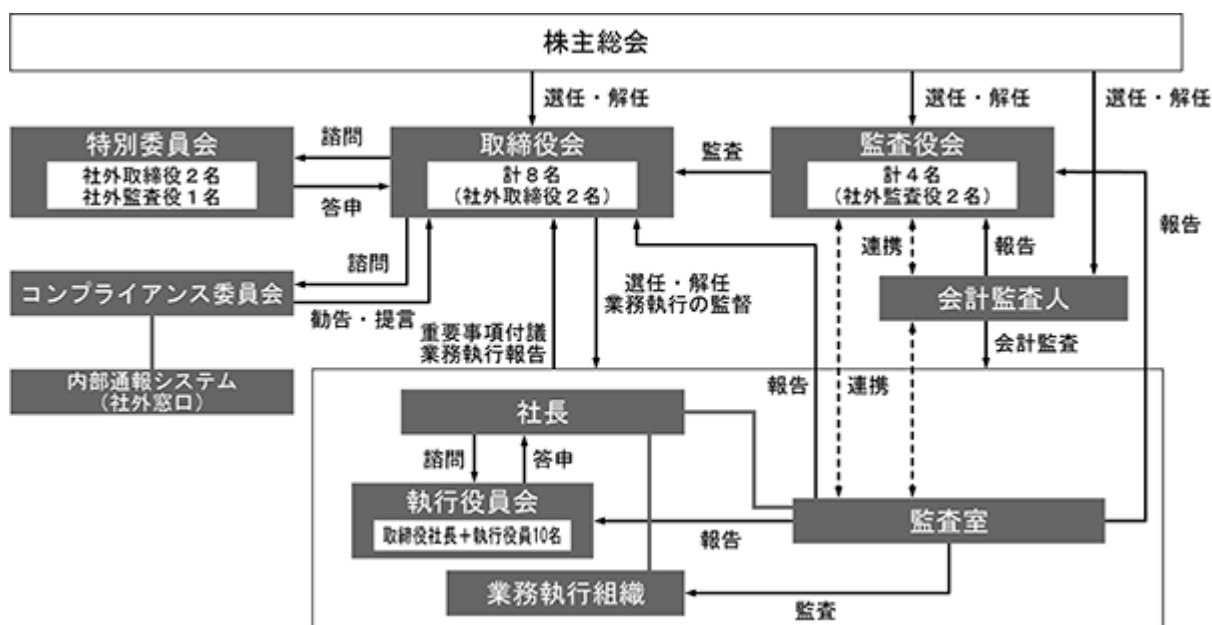 株主総会
選任・解任
選任・解任
選任・解任
特別委員会
社外取締役2名
社外監査役1名
諮問
答申
取締役会
計8名
(社外取締役2名)
監査
監査役会
計4名
(社外監査役2名)
報告
諮問
コンプライアンス委員会
勧告・提言
内部通報システム
(社外窓口)
重要事項付議
業務執行報告
選任・解任
業務執行の監督
連携
報告
会計監査人
会計監査
報告
連携
社長
諮問
答申
執行役員会
取締役社長+執行役員10名
報告
監査室
業務執行組織
監査